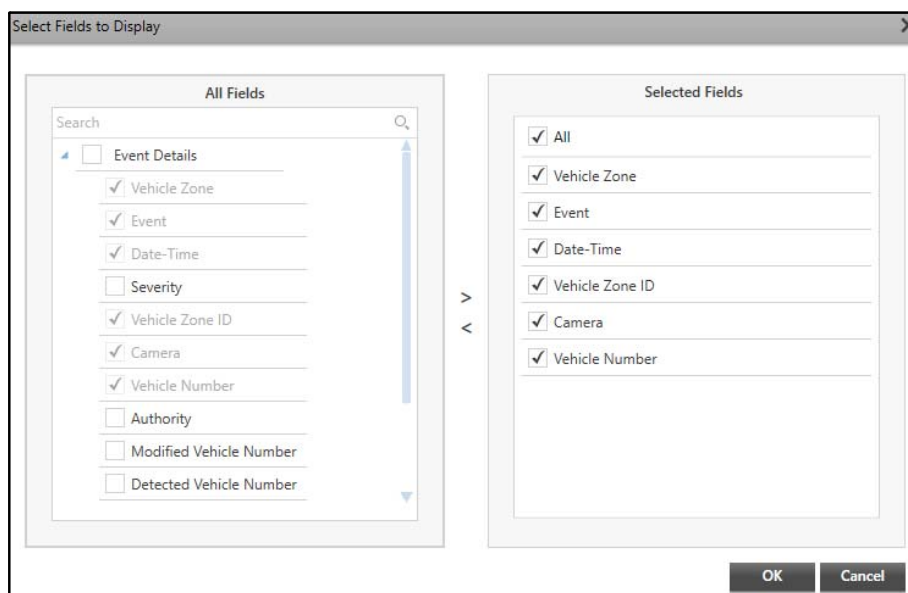 Select Fields to Display
All Fields
Search
Event Details
Vehicle Zone
Event
Date-Time
Severity
Vehicle Zone ID
Camera
Vehicle Number
Authority
Modified Vehicle Number
Detected Vehicle Number
>
<
Selected Fields
All
Vehicle Zone
Event
Date-Time
Vehicle Zone ID
Camera
Vehicle Number
OK Cancel